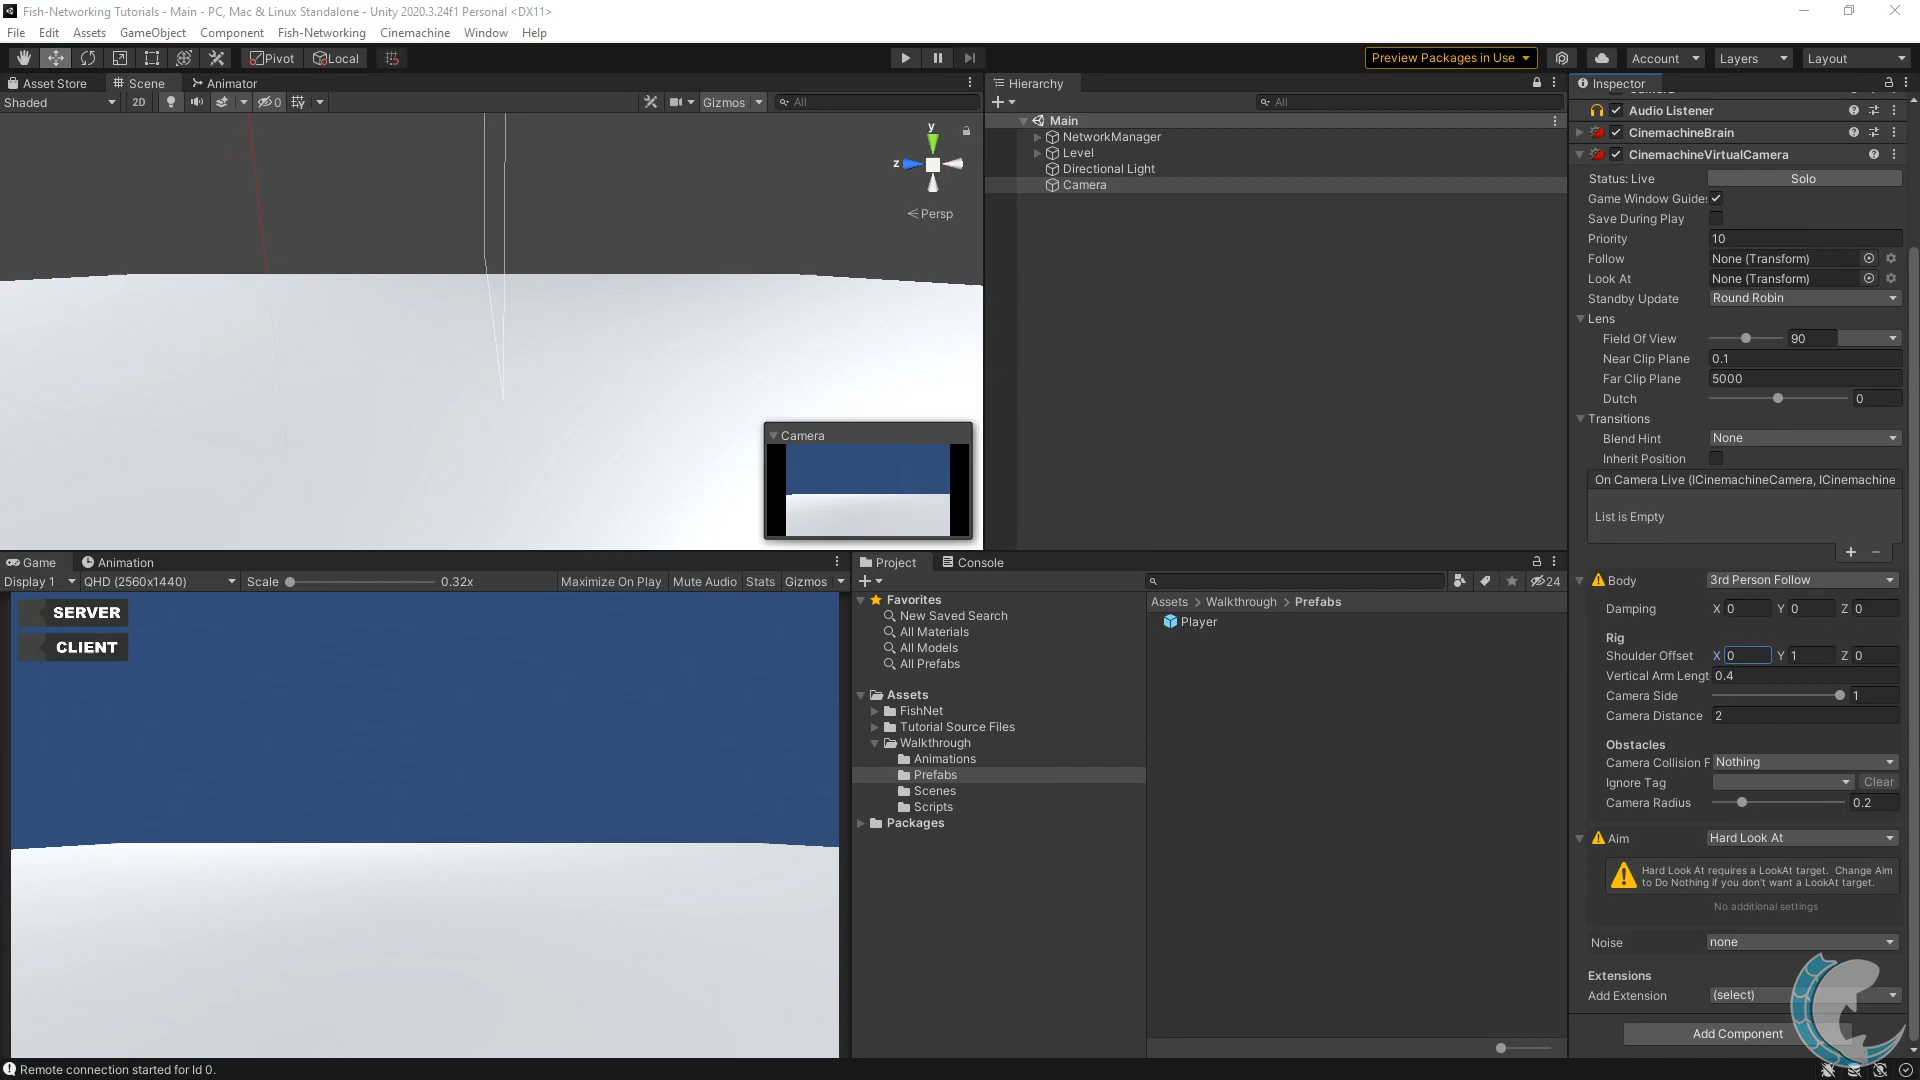 Fish-Networking Tutorials - Main - PC, Mac & Linux Standalone - Unity 2020.3.24f1 Personal <DX11>
File Edit Assets GameObject Component Fish-Networking Cinemachine Window Help
Pivot Local Preview Packages in Use Account Layers Layout
Asset Store Scene Animator
Shaded 2D 0 Gizmos All
y
z
Persp
Camera
Hierarchy
All
Main
NetworkManager
Level
Directional Light
Camera
Inspector
Audio Listener
CinemachineBrain
CinemachineVirtualCamera
Status: Live Solo
Game Window Guide
Save During Play
Priority 10
Follow None (Transform)
Look At None (Transform)
Standby Update Round Robin
Lens
Field Of View 90
Near Clip Plane 0.1
Far Clip Plane 5000
Dutch 0
Transitions
Blend Hint None
Inherit Position
On Camera Live (ICinemachineCamera, ICinemachine
List is Empty
Body 3rd Person Follow
Damping X 0 Y 0 Z 0
Rig
Shoulder Offset X 0 Y 1 Z 0
Vertical Arm Lengt 0.4
Camera Side 1
Camera Distance 2
Obstacles
Camera Collision F Nothing
Ignore Tag Clear
Camera Radius 0.2
Aim Hard Look At
Hard Look At requires a LookAt target. Change Aim
to Do Nothing if you don't want a LookAt target.
No additional settings
Noise none
Extensions
Add Extension (select)
Add Component
Game Animation
Display 1 QHD (2560x1440) Scale 0.32x Maximize On Play Mute Audio Stats Gizmos
SERVER
CLIENT
Project Console
24
Favorites
New Saved Search
All Materials
All Models
All Prefabs
Assets
FishNet
Tutorial Source Files
Walkthrough
Animations
Prefabs
Scenes
Scripts
Packages
Assets > Walkthrough > Prefabs
Player
Remote connection started for Id 0.